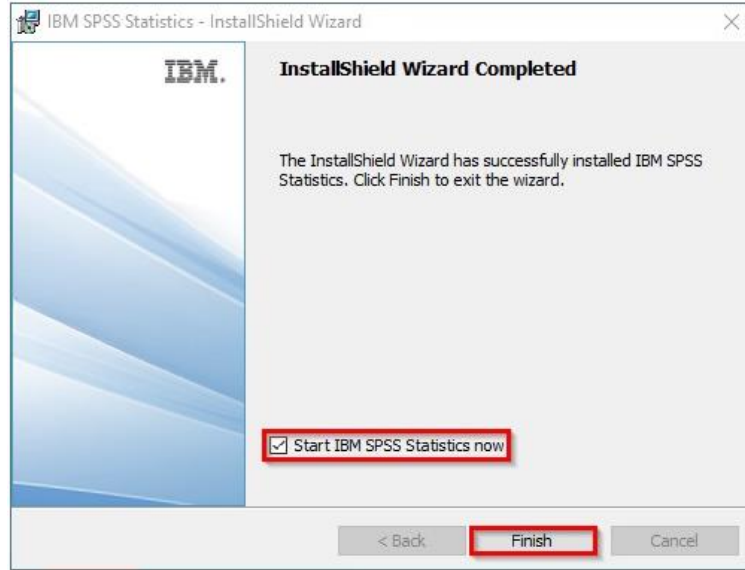 IBM SPSS Statistics - InstallShield Wizard
IBM.
InstallShield Wizard Completed
The InstallShield Wizard has successfully installed IBM SPSS
Statistics. Click Finish to exit the wizard.
Start IBM SPSS Statistics now
< Back
Finish
Cancel